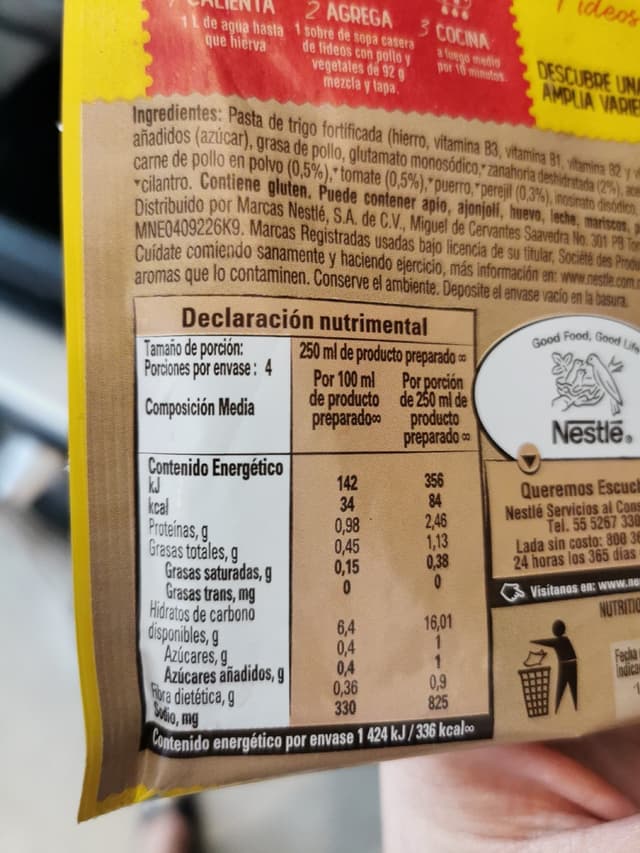 CALIENTA
1 L de agua hasta
que hierva
2 AGREGA
1 sobre de sopa casera
de fideos con pollo y
vegetales de 92 g
mezcla y tapa.
3 COCINA
a fuego medio
por 10 minutos.
Fideos
DESCUBRE UNA
AMPLIA VARIE
Ingredientes: Pasta de trigo fortificada (hierro, vitamina B3, vitamina B1, vitamina B2 y
añadidos (azúcar), grasa de pollo, glutamato monosódico, zanahoria deshidratada (2%),
carne de pollo en polvo (0,5%), tomate (0,5%), puerro, perejil (0,3%), inosinato disódico
cilantro. Contiene gluten. Puede contener apio, ajonjolí, huevo, leche, mariscos,
Distribuido por Marcas Nestlé, S.A. de C.V., Miguel de Cervantes Saavedra No. 301 PB
MNE0409226K9. Marcas Registradas usadas bajo licencia de su titular, Société des Produ
Cuídate comiendo sanamente y haciendo ejercicio, más información en: www.nestle.com.
aromas que lo contaminen. Conserve el ambiente. Deposite el envase vacío en la basura.
Declaración nutrimental
Tamaño de porción: 250 ml de producto preparado ∞
Porciones por envase: 4
Composición Media
Por 100 ml
de producto
preparado∞
Por porción
de 250 ml de
producto
preparado ∞
Contenido Energético
kJ 142 356
kcal 34 84
Proteínas, g 0,98 2,46
Grasas totales, g 0,45 1,13
Grasas saturadas, g 0,15 0,38
Grasas trans, mg 0 0
Hidratos de carbono
disponibles, g 6,4 16,01
Azúcares, g 0,4 1
Azúcares añadidos, g 0,4 1
Fibra dietética, g 0,36 0,9
Sodio, mg 330 825
Contenido energético por envase 1 424 kJ / 336 kcal∞
Good Food, Good Life
Nestlé®
Queremos Escuch
Nestlé Servicios al Cons
Tel. 55 5267 330
Lada sin costo: 800 3
24 horas los 365 días
Visítanos en: www.ne
NUTRITIO
Fecha
indica